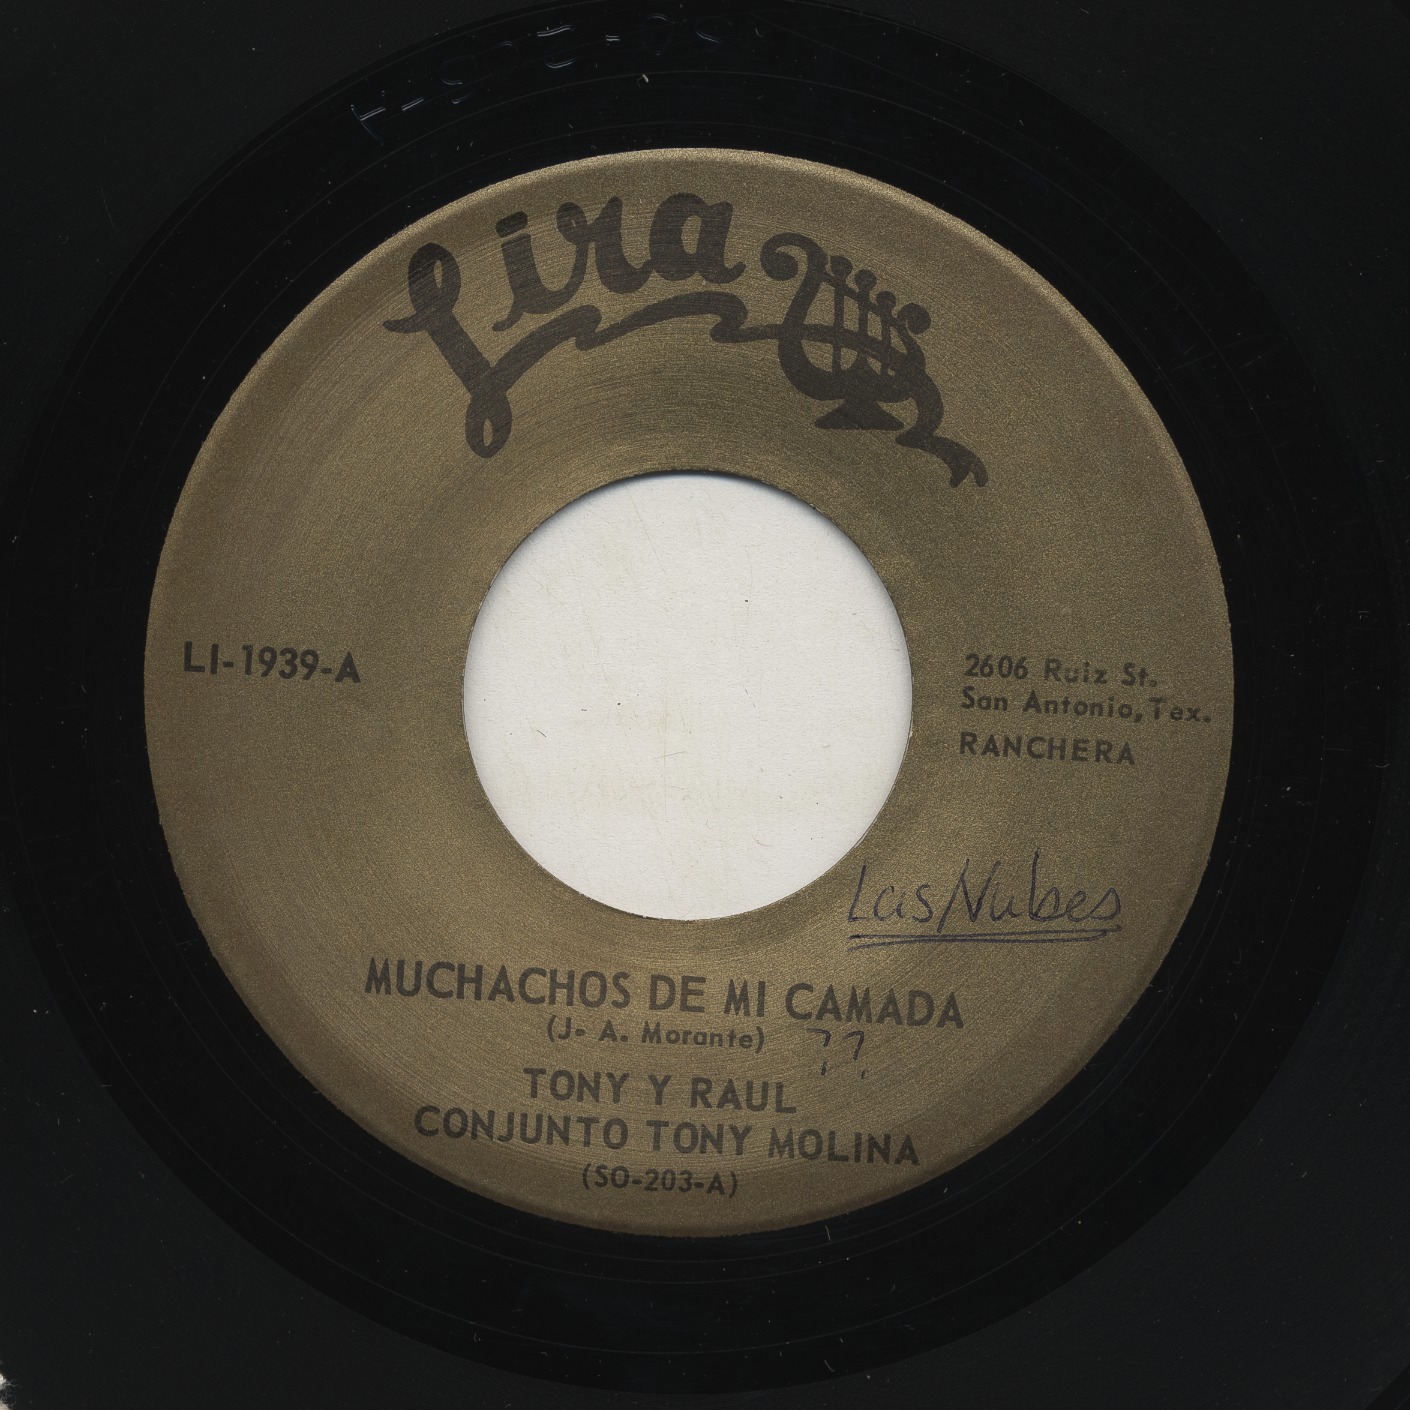 Lira
LI-1939-A
2606 Ruiz St.
San Antonio, Tex.
RANCHERA
Las Nubes
MUCHACHOS DE MI CAMADA
(J- A. Morante) ??
TONY Y RAUL
CONJUNTO TONY MOLINA
(SO-203-A)